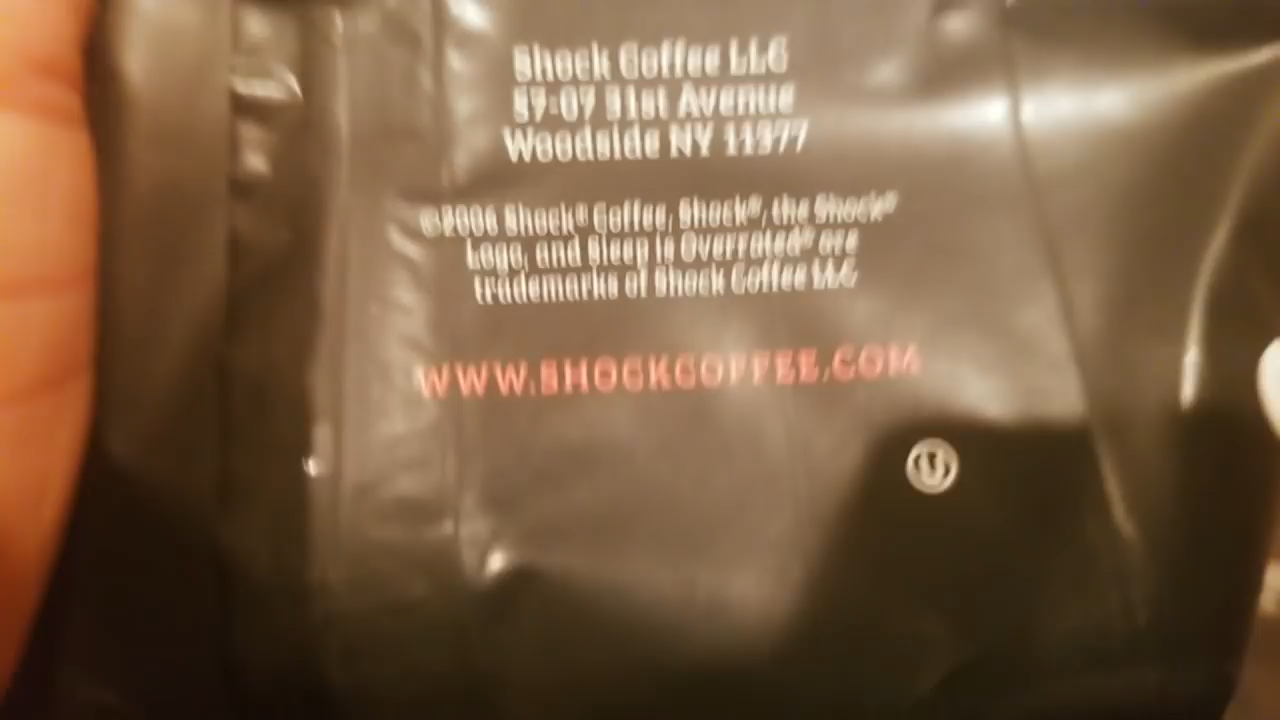 Shock Coffee LLC
57-07 31st Avenue
Woodside NY 11377
©2006 Shock® Coffee, Shock®, the Shock®
Logo, and Sleep is Overrated® are
trademarks of Shock Coffee LLC
WWW.SHOCKCOFFEE.COM
U